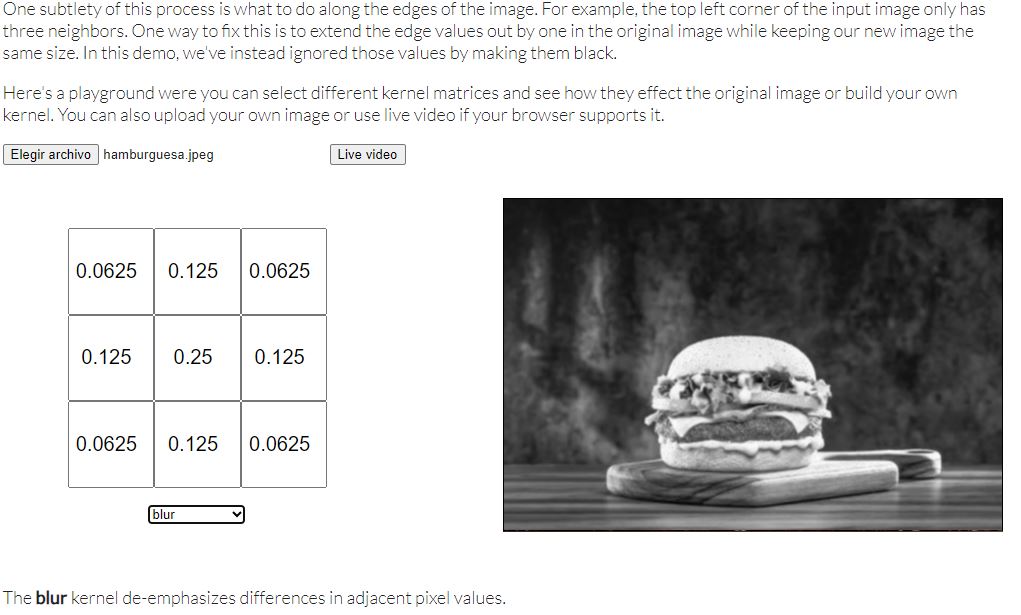 One subtlety of this process is what to do along the edges of the image. For example, the top left corner of the input image only has
three neighbors. One way to fix this is to extend the edge values out by one in the original image while keeping our new image the
same size. In this demo, we've instead ignored those values by making them black.
Here's a playground were you can select different kernel matrices and see how they effect the original image or build your own
kernel. You can also upload your own image or use live video if your browser supports it.
Elegir archivo hamburguesa.jpeg Live video
0.0625 0.125 0.0625
0.125 0.25 0.125
0.0625 0.125 0.0625
blur
The blur kernel de-emphasizes differences in adjacent pixel values.